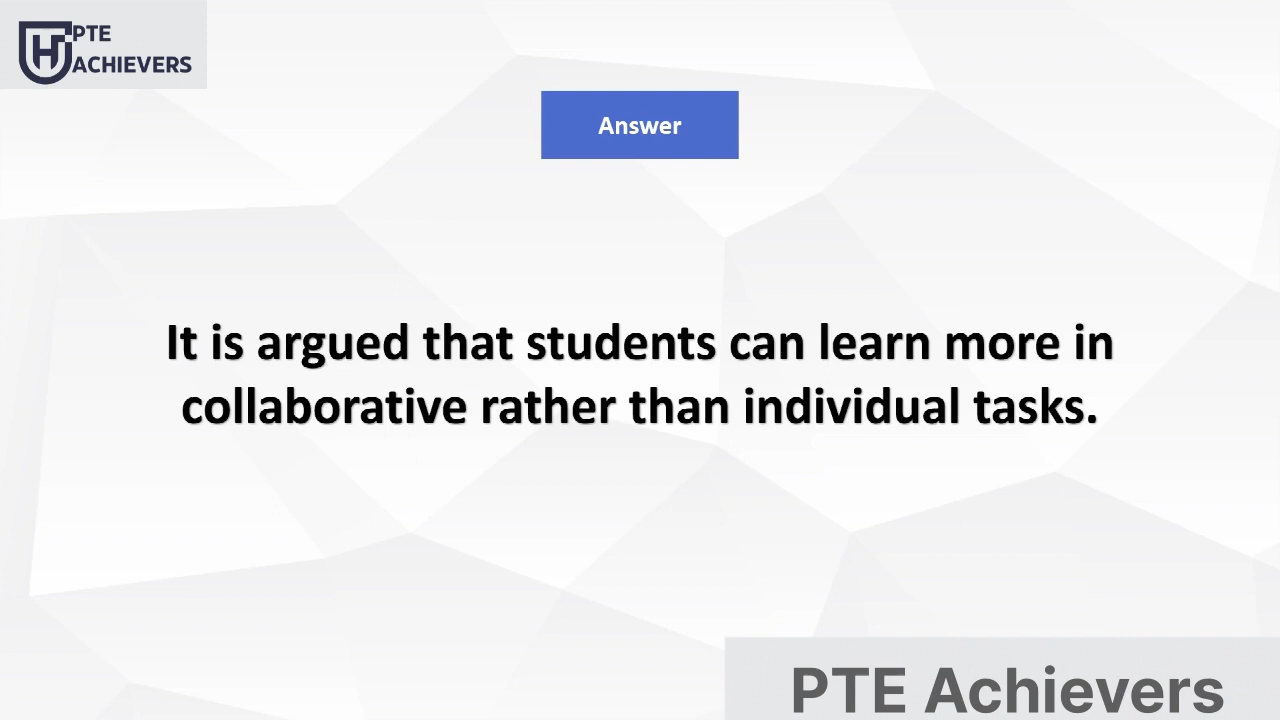 PTE
ACHIEVERS
Answer
It is argued that students can learn more in
collaborative rather than individual tasks.
PTE Achievers